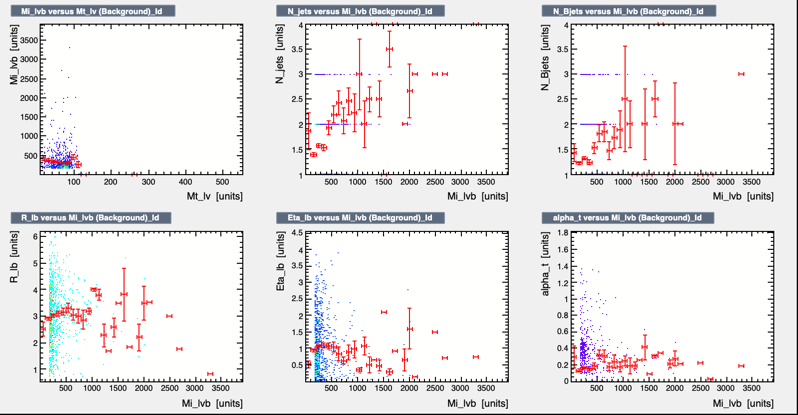 Mi_lvb versus Mt_lv (Background)_ld
N_jets versus Mi_lvb (Background)_ld
N_Bjets versus Mi_lvb (Background)_ld
Mi_lvb [units]
3500
3000
2500
2000
1500
1000
500
100 200 300 400 500
Mt_lv [units]
N_jets [units]
4
3.5
3
2.5
2
1.5
1
500 1000 1500 2000 2500 3000 3500
Mi_lvb [units]
N_Bjets [units]
4
3.5
3
2.5
2
1.5
1
500 1000 1500 2000 2500 3000 3500
Mi_lvb [units]
R_lb versus Mi_lvb (Background)_ld
Eta_lb versus Mi_lvb (Background)_ld
alpha_t versus Mi_lvb (Background)_ld
R_lb [units]
6
5
4
3
2
1
500 1000 1500 2000 2500 3000 3500
Mi_lvb [units]
Eta_lb [units]
4.5
4
3.5
3
2.5
2
1.5
1
0.5
500 1000 1500 2000 2500 3000 3500
Mi_lvb [units]
alpha_t [units]
1.8
1.6
1.4
1.2
1
0.8
0.6
0.4
0.2
0
500 1000 1500 2000 2500 3000 3500
Mi_lvb [units]